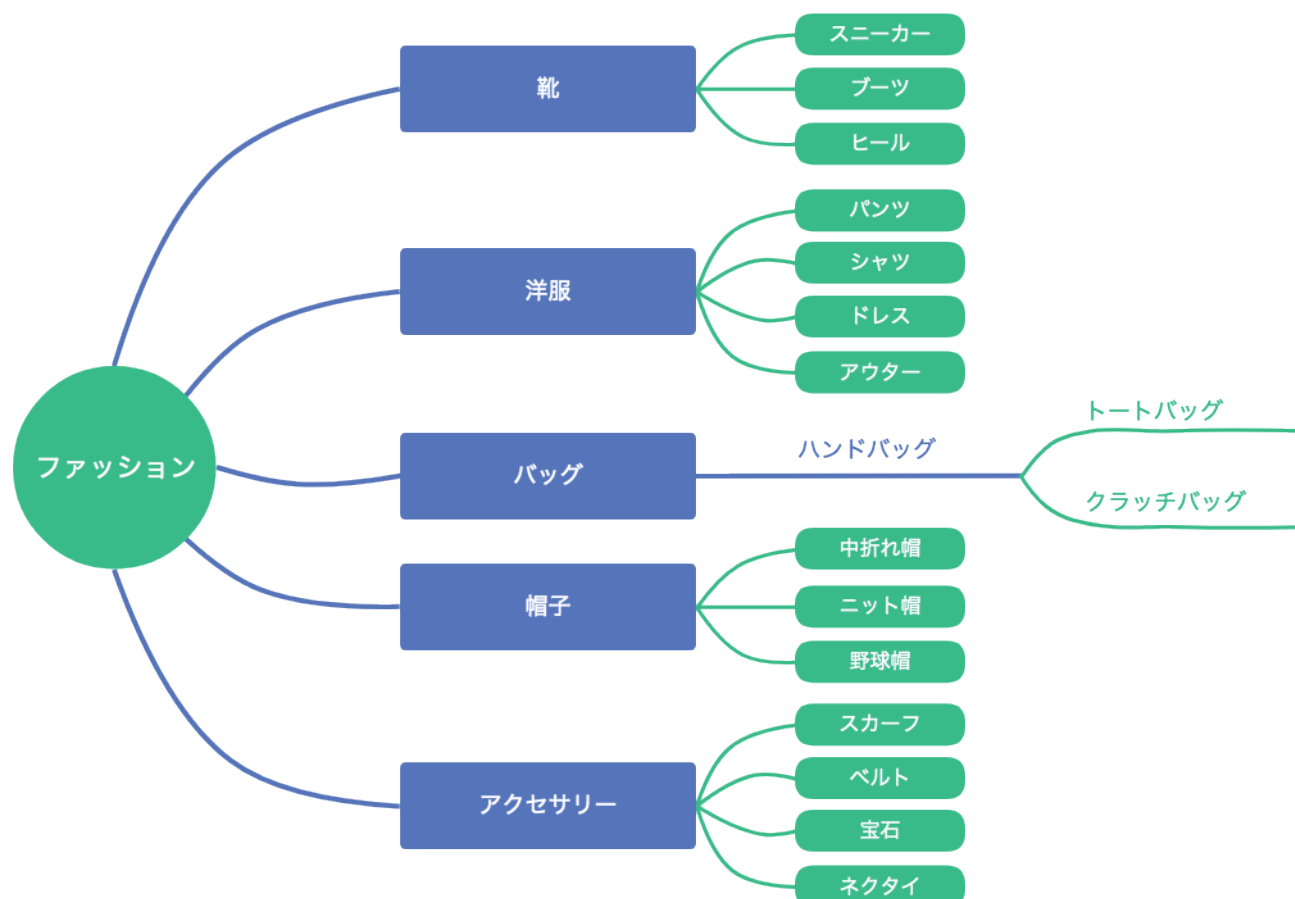 ファッション
靴
スニーカー
ブーツ
ヒール
洋服
パンツ
シャツ
ドレス
アウター
バッグ
ハンドバッグ
トートバッグ
クラッチバッグ
帽子
中折れ帽
ニット帽
野球帽
アクセサリー
スカーフ
ベルト
宝石
ネクタイ